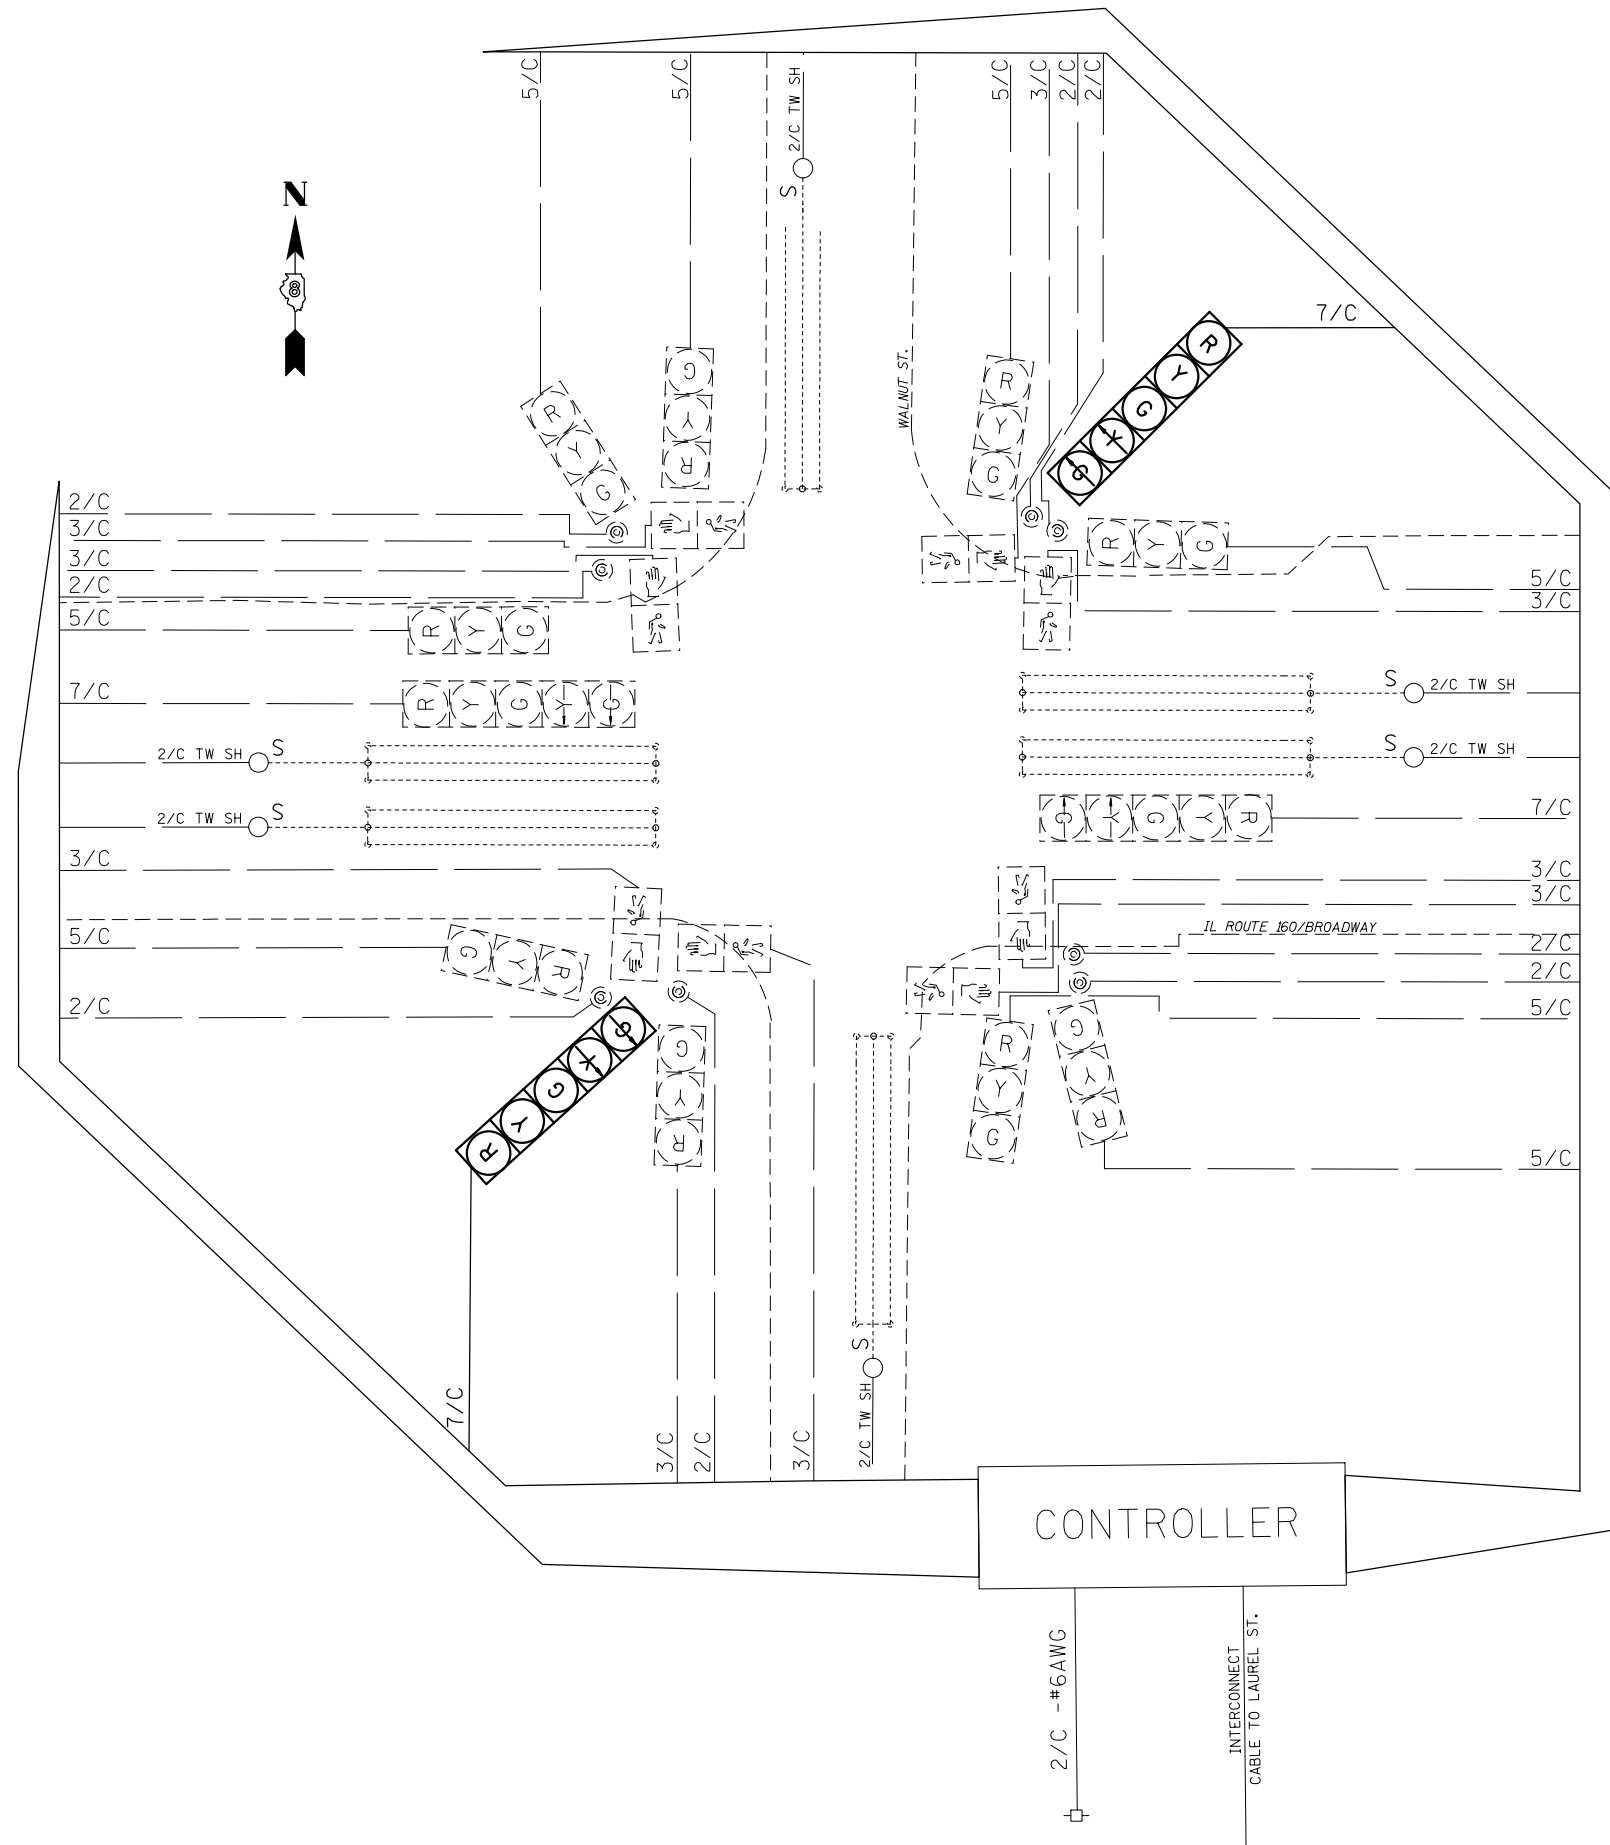 5/C
5/C
2/C TW SH
S
5/C
3/C
2/C
2/C
N
8
WALNUT ST.
7/C
R Y G Y G
R Y G
G Y R
R Y G
2/C
3/C
3/C
2/C
5/C
R Y G
R Y G
5/C
3/C
7/C
R Y G Y G
S 2/C TW SH
2/C TW SH S
S 2/C TW SH
2/C TW SH S
G Y G Y R
7/C
3/C
3/C
3/C
IL ROUTE 160/BROADWAY
5/C
G Y R
2/C
2/C
2/C
5/C
R Y G Y G
G Y R
R Y G
G Y R
5/C
7/C
3/C
2/C
3/C
S
2/C TW SH
CONTROLLER
2/C -#6AWG
INTERCONNECT
CABLE TO LAUREL ST.